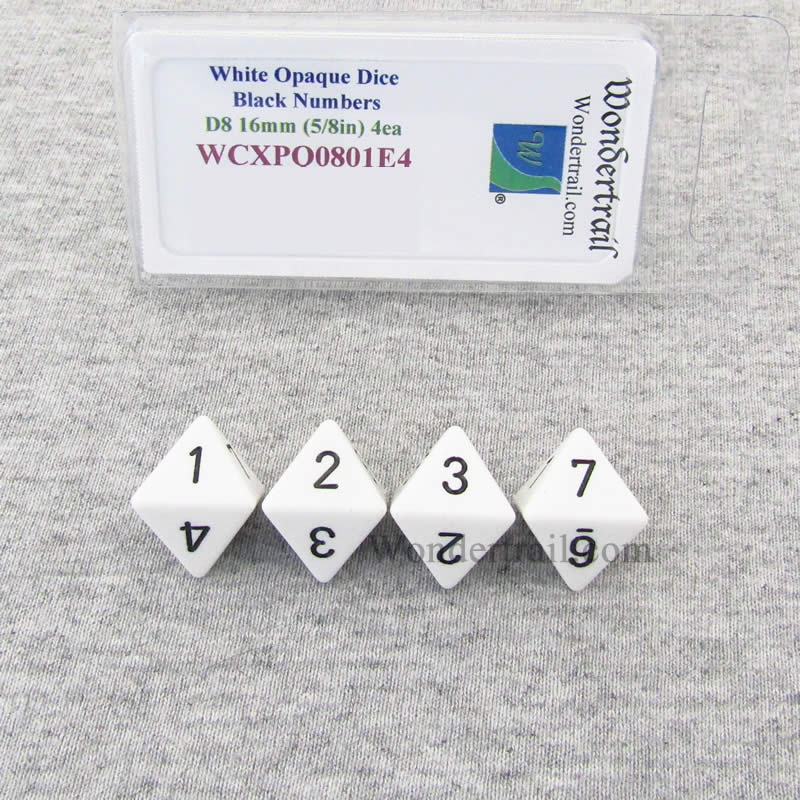 White Opaque Dice
Black Numbers
D8 16mm (5/8in) 4ea
WCXPO0801E4
Wondertrail
Wondertrail.com
W
®
1 2 3 7
4 3 2 6
Wondertrail.com